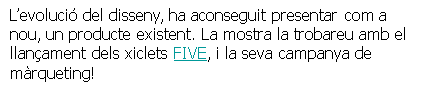 L’evolució del disseny, ha aconseguit presentar com a
nou, un producte existent. La mostra la trobareu amb el
llançament dels xiclets FIVE, i la seva campanya de
màrqueting!